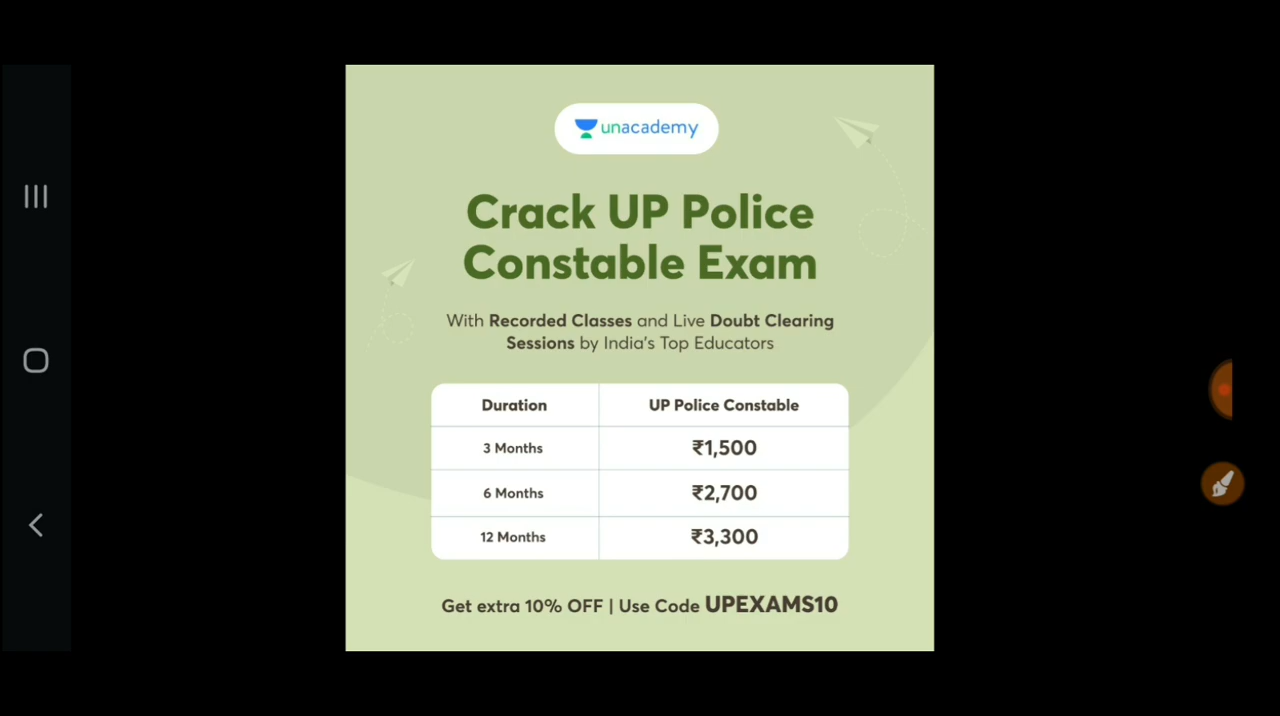 unacademy
Crack UP Police
Constable Exam
With Recorded Classes and Live Doubt Clearing
Sessions by India's Top Educators
Duration UP Police Constable
3 Months ₹1,500
6 Months ₹2,700
12 Months ₹3,300
Get extra 10% OFF | Use Code UPEXAMS10